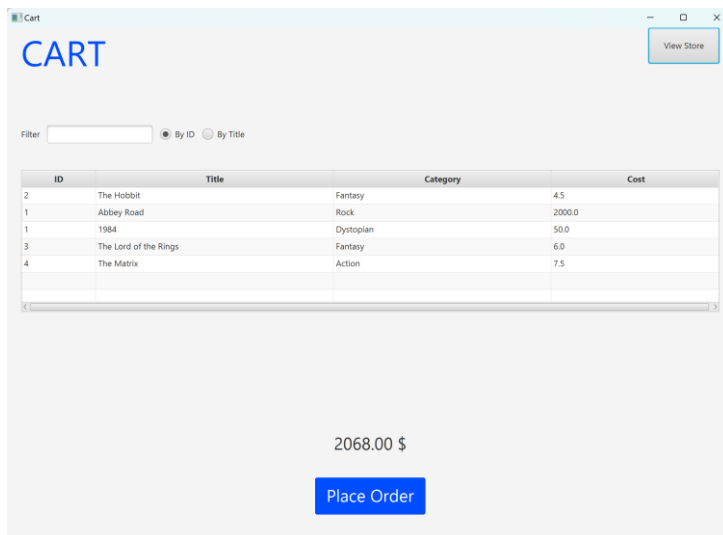 Cart
CART
View Store
Filter By ID By Title
ID Title Category Cost
2 The Hobbit Fantasy 4.5
1 Abbey Road Rock 2000.0
1 1984 Dystopian 50.0
3 The Lord of the Rings Fantasy 6.0
4 The Matrix Action 7.5
2068.00 $
Place Order